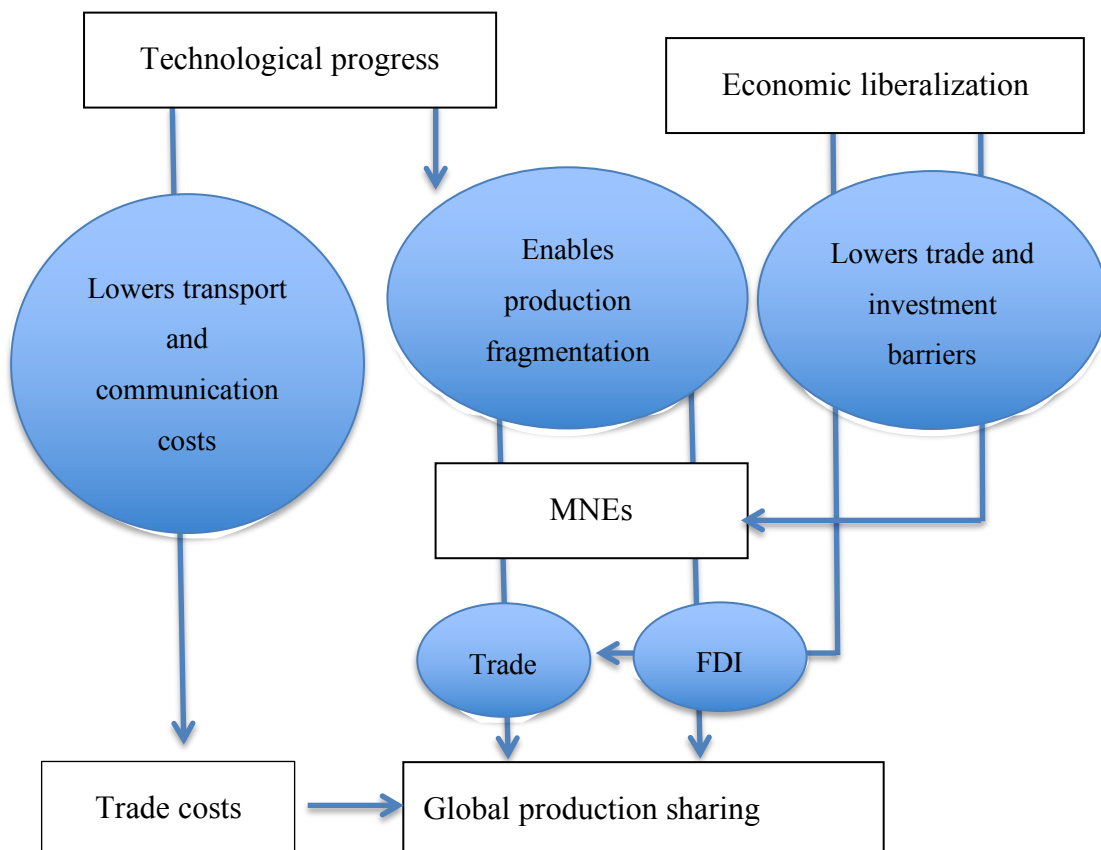 Technological progress
Economic liberalization
Lowers transport
and
communication
costs
Enables
production
fragmentation
Lowers trade and
investment
barriers
MNEs
Trade
FDI
Trade costs
Global production sharing